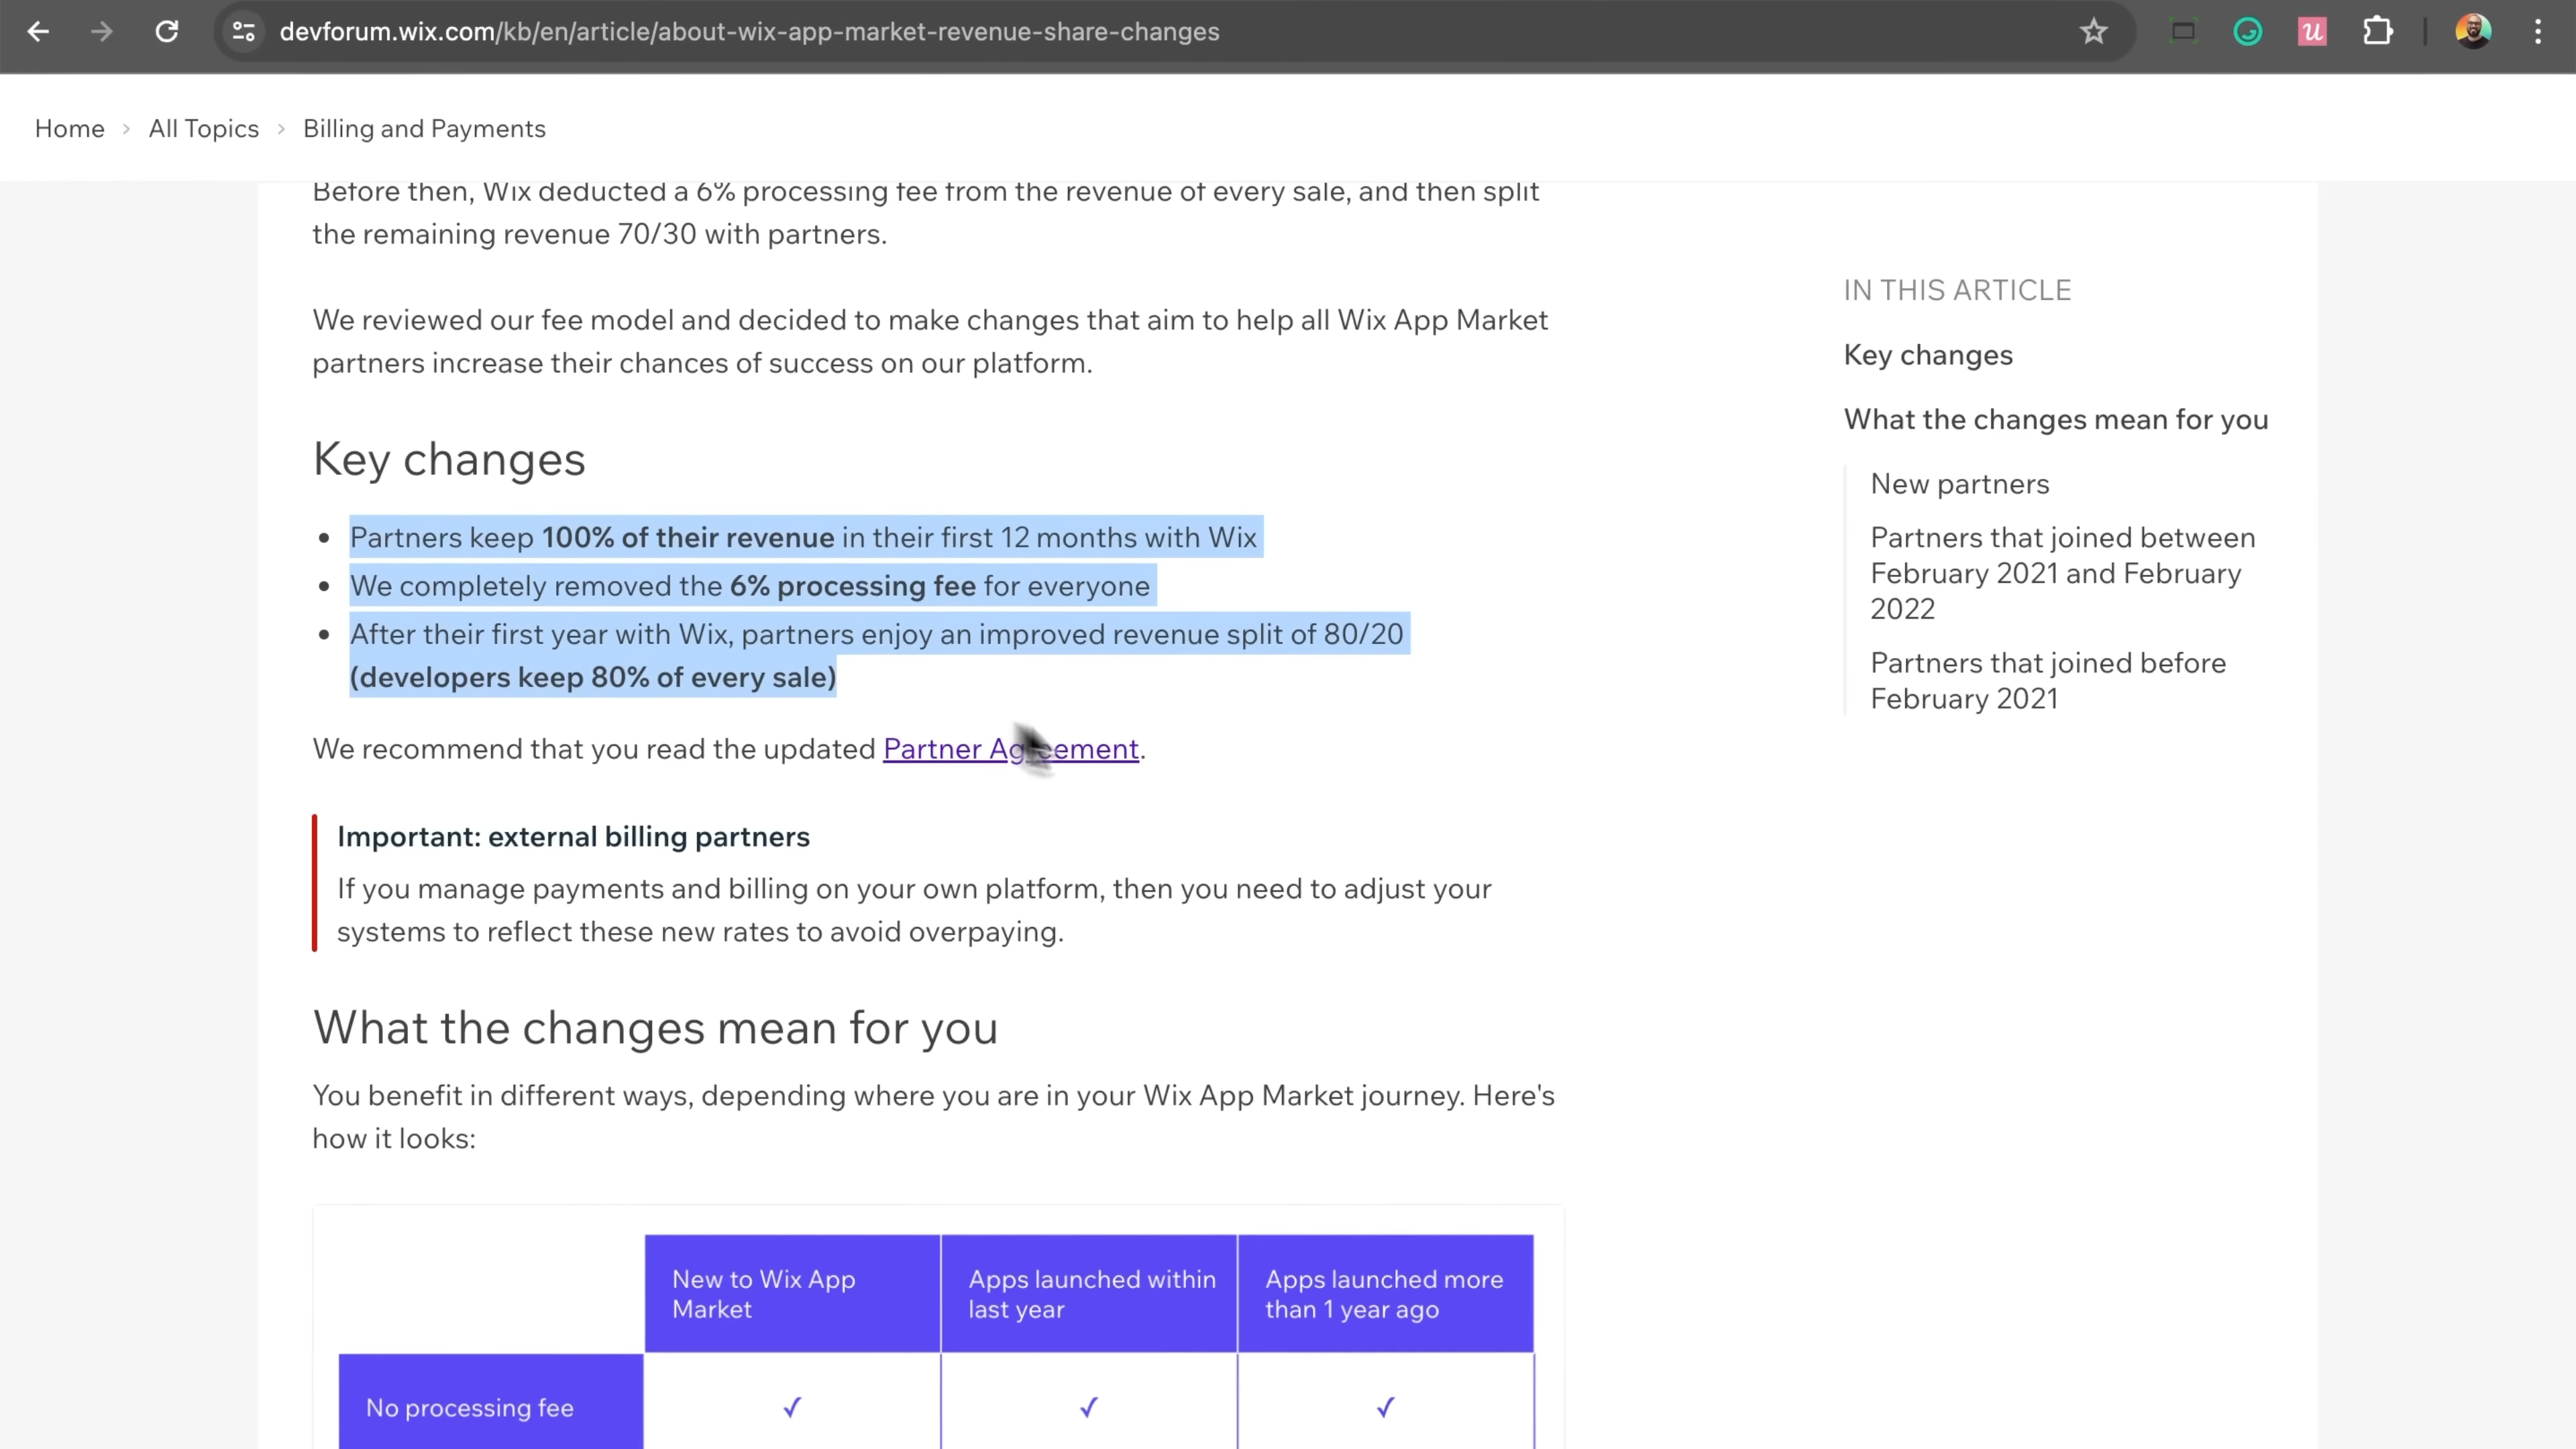 devforum.wix.com/kb/en/article/about-wix-app-market-revenue-share-changes
Home > All Topics > Billing and Payments
Before then, Wix deducted a 6% processing fee from the revenue of every sale, and then split
the remaining revenue 70/30 with partners.
We reviewed our fee model and decided to make changes that aim to help all Wix App Market
partners increase their chances of success on our platform.
Key changes
• Partners keep 100% of their revenue in their first 12 months with Wix
• We completely removed the 6% processing fee for everyone
• After their first year with Wix, partners enjoy an improved revenue split of 80/20
(developers keep 80% of every sale)
We recommend that you read the updated Partner Agreement.
Important: external billing partners
If you manage payments and billing on your own platform, then you need to adjust your
systems to reflect these new rates to avoid overpaying.
What the changes mean for you
You benefit in different ways, depending where you are in your Wix App Market journey. Here's
how it looks:
New to Wix App
Market
Apps launched within
last year
Apps launched more
than 1 year ago
No processing fee ✓ ✓ ✓
IN THIS ARTICLE
Key changes
What the changes mean for you
New partners
Partners that joined between
February 2021 and February
2022
Partners that joined before
February 2021